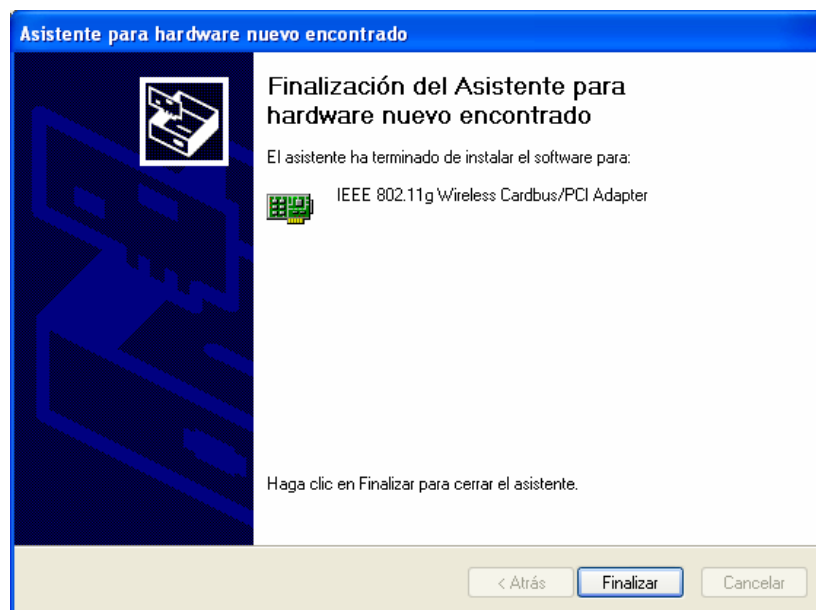 Asistente para hardware nuevo encontrado
Finalización del Asistente para
hardware nuevo encontrado
El asistente ha terminado de instalar el software para:
IEEE 802.11g Wireless Cardbus/PCI Adapter
Haga clic en Finalizar para cerrar el asistente.
< Atrás
Finalizar
Cancelar